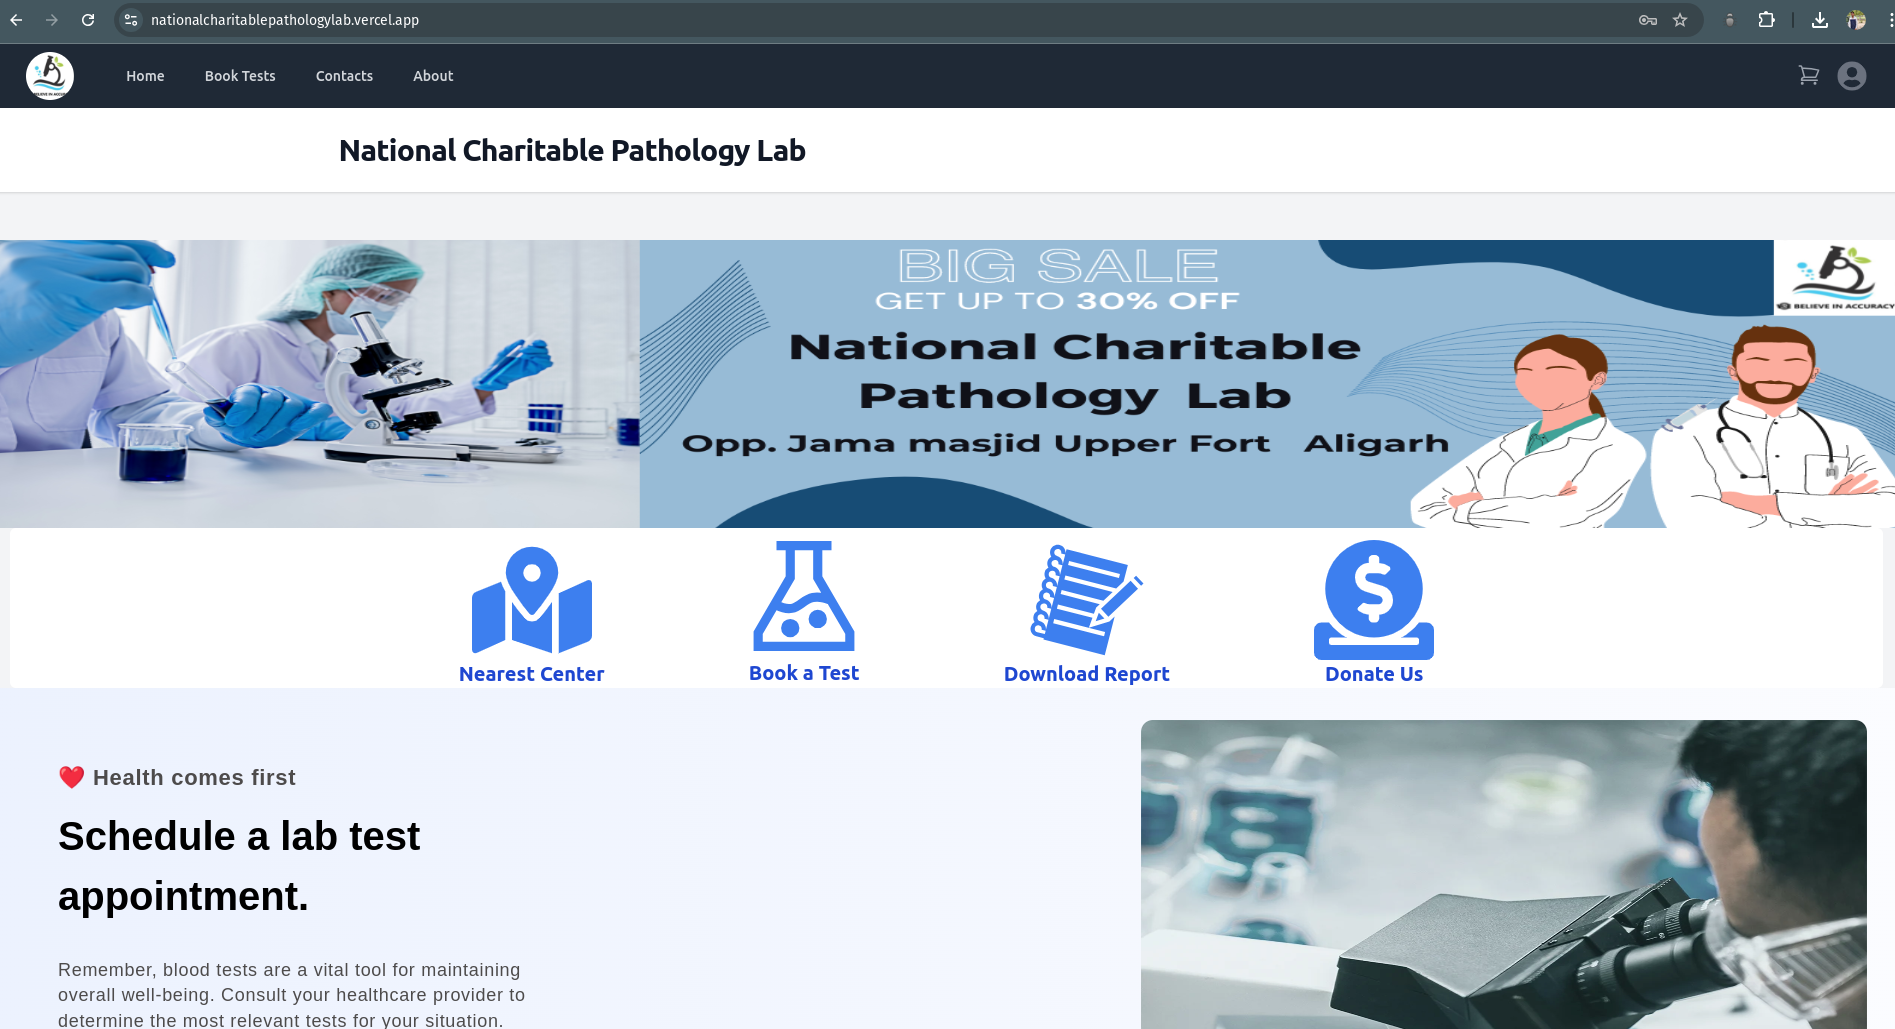 nationalcharitablepathologylab.vercel.app
Home Book Tests Contacts About
National Charitable Pathology Lab
BIG SALE
GET UP TO 30% OFF
BELIEVE IN ACCURACY
National Charitable
Pathology Lab
Opp. Jama masjid Upper Fort Aligarh
Nearest Center Book a Test Download Report Donate Us
❤️ Health comes first
Schedule a lab test
appointment.
Remember, blood tests are a vital tool for maintaining
overall well-being. Consult your healthcare provider to
determine the most relevant tests for your situation.